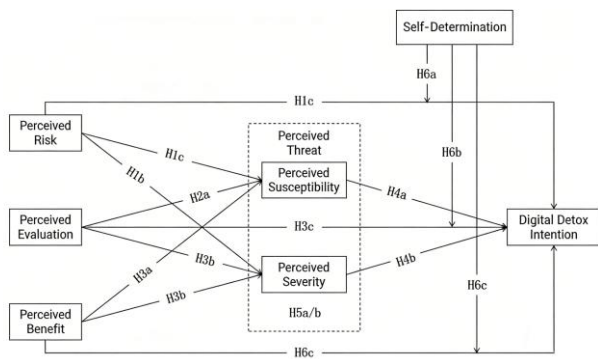 Self-Determination
H6a
H1c
Perceived
Risk
Perceived
Threat
H6b
H1c
H1b
Perceived
Susceptibility
H4a
H2a
Perceived
Evaluation
H3c
Digital Detox
Intention
H3b
H3a
Perceived
Severity
H4b
H6c
H3b
Perceived
Benefit
H5a/b
H6c